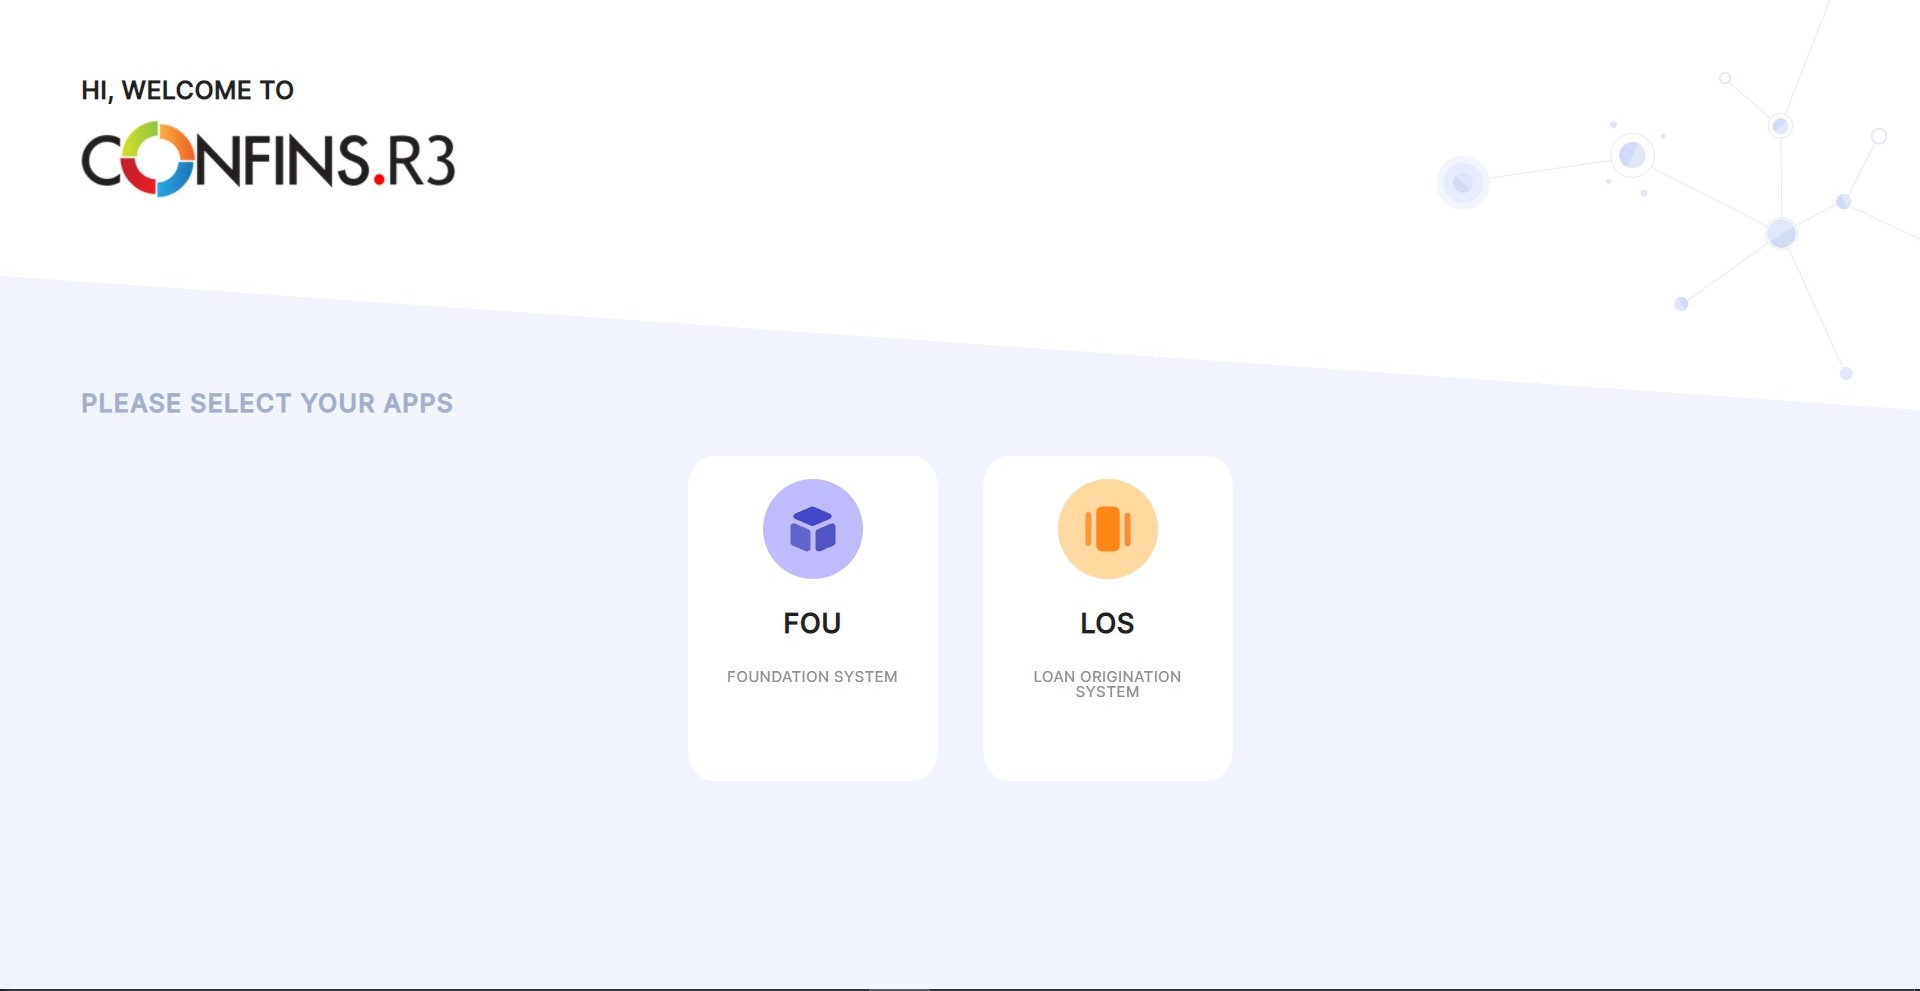 HI, WELCOME TO
CONFINS.R3
PLEASE SELECT YOUR APPS
FOU
FOUNDATION SYSTEM
LOS
LOAN ORIGINATION
SYSTEM